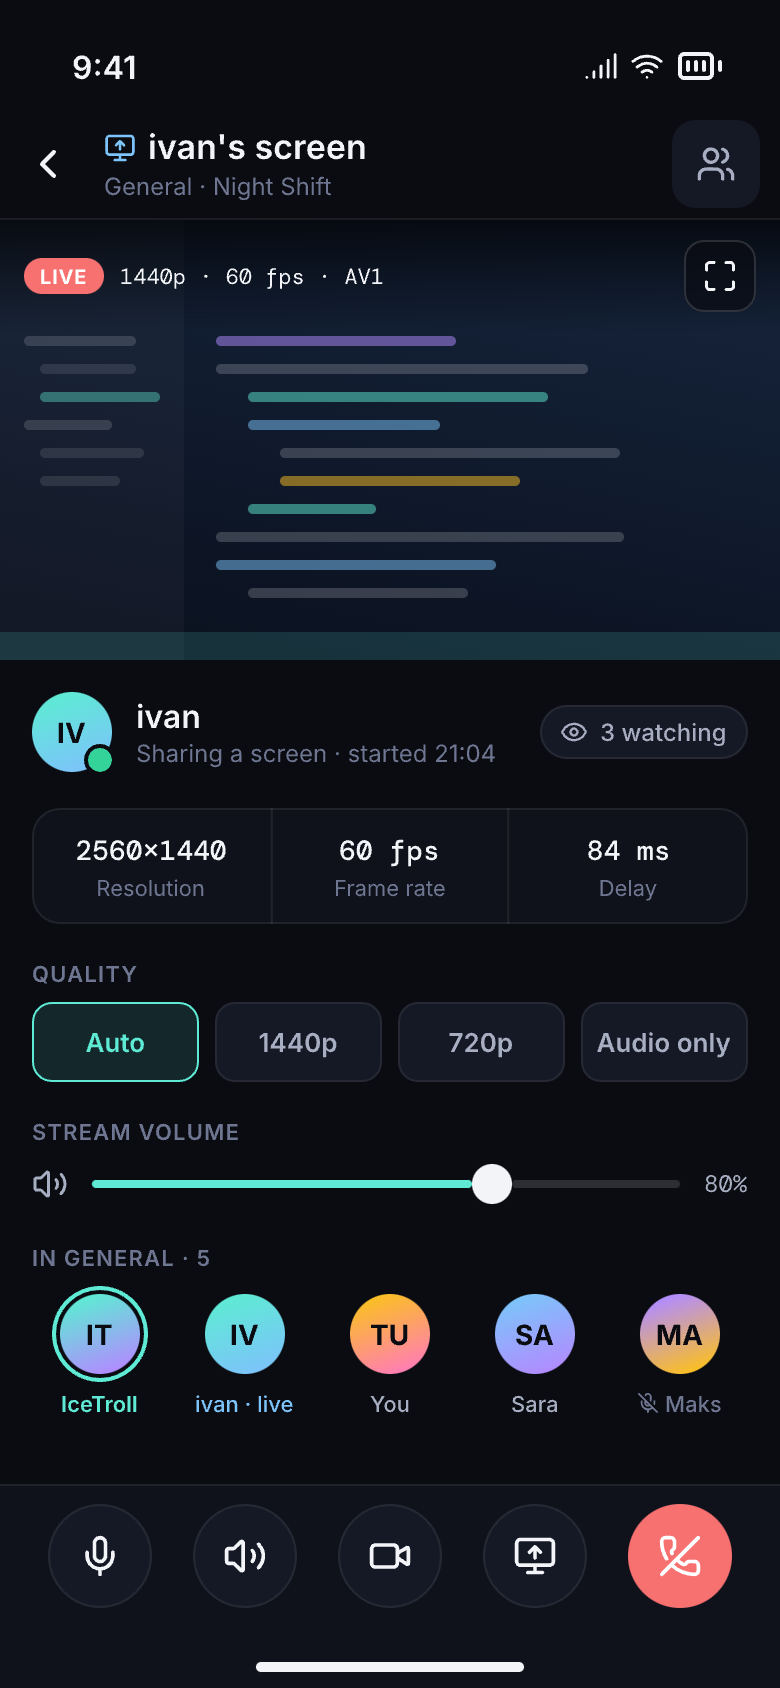 9:41
ivan's screen
General · Night Shift
LIVE 1440p · 60 fps · AV1
IV
ivan
Sharing a screen · started 21:04
3 watching
2560×1440 60 fps 84 ms
Resolution Frame rate Delay
QUALITY
Auto 1440p 720p Audio only
STREAM VOLUME
80%
IN GENERAL · 5
IT IV TU SA MA
IceTroll ivan · live You Sara Maks